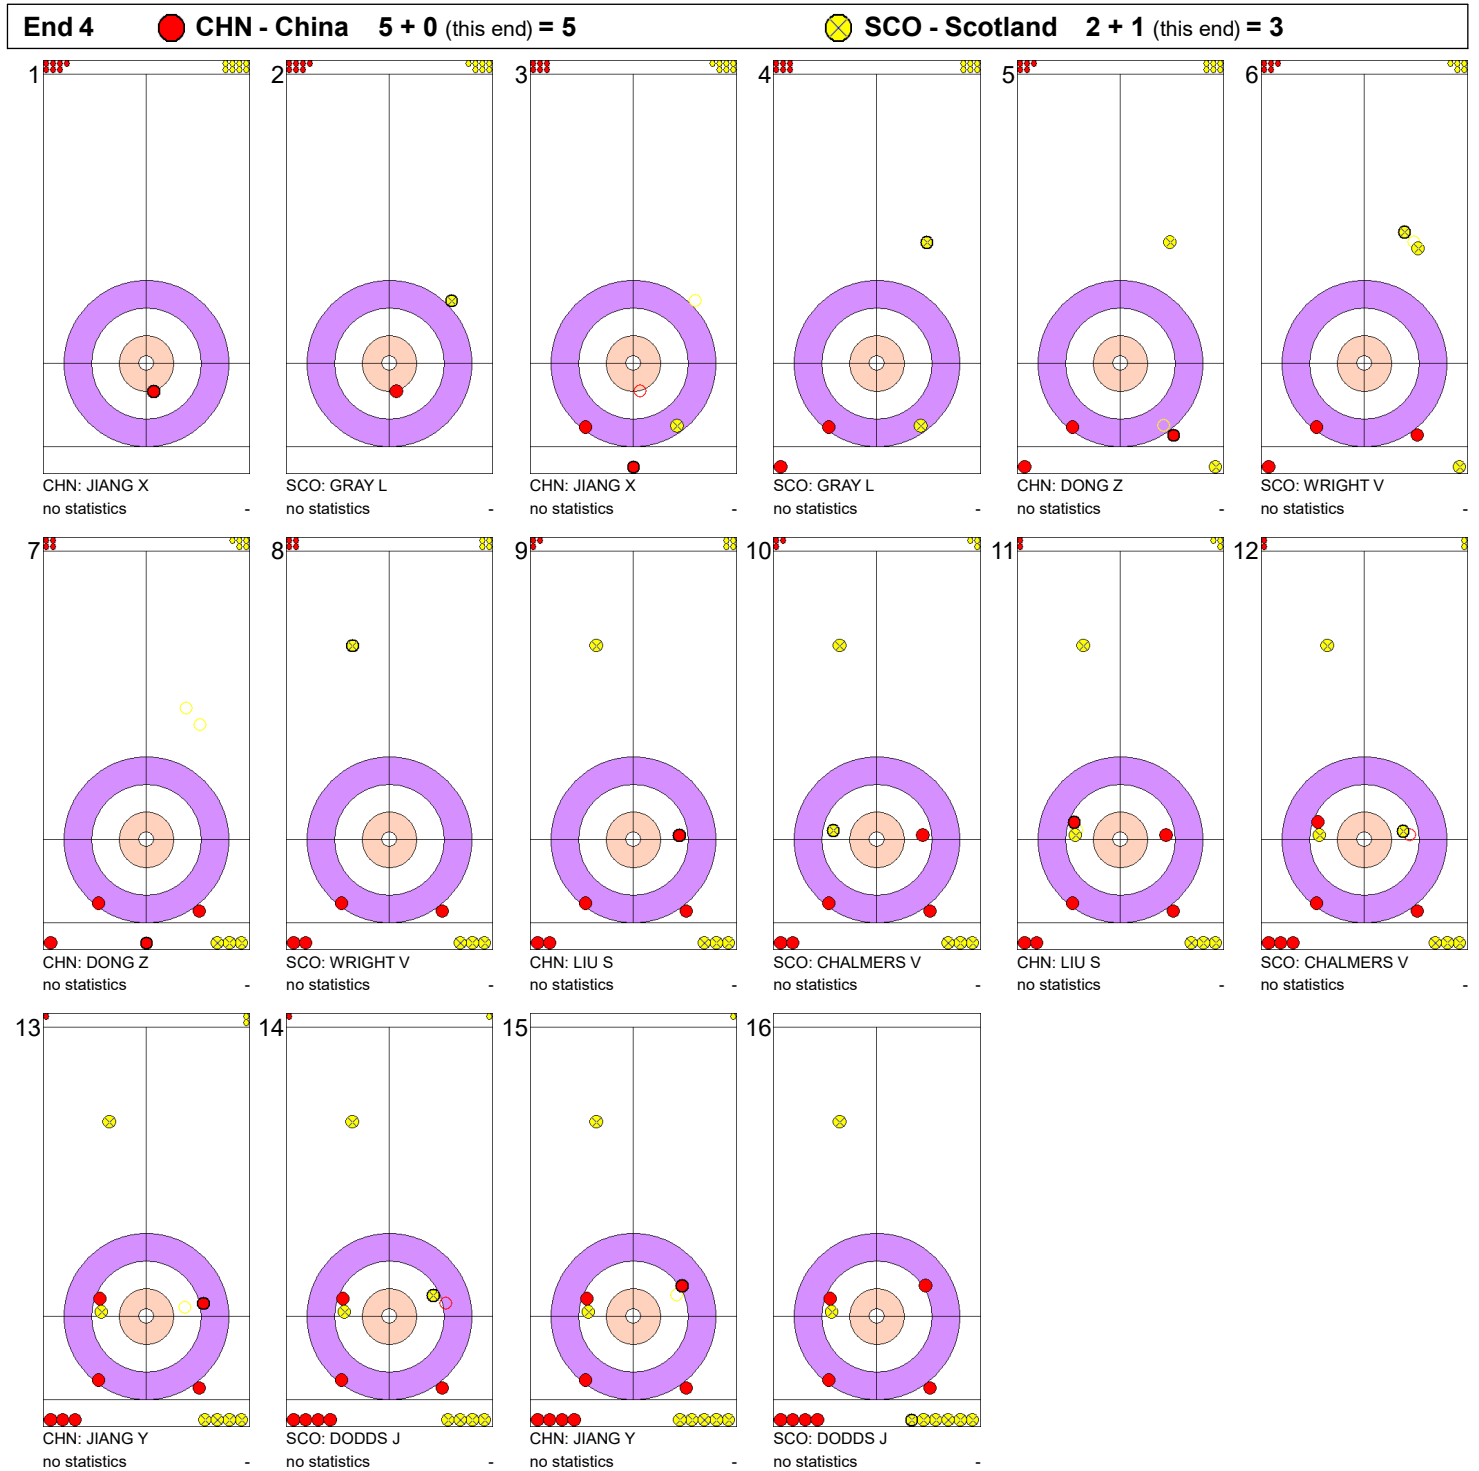 End 4 CHN - China 5 + 0 (this end) = 5 SCO - Scotland 2 + 1 (this end) = 3
1 2 3 4 5 6
CHN: JIANG X SCO: GRAY L CHN: JIANG X SCO: GRAY L CHN: DONG Z SCO: WRIGHT V
no statistics - no statistics - no statistics - no statistics - no statistics - no statistics -
7 8 9 10 11 12
CHN: DONG Z SCO: WRIGHT V CHN: LIU S SCO: CHALMERS V CHN: LIU S SCO: CHALMERS V
no statistics - no statistics - no statistics - no statistics - no statistics - no statistics -
13 14 15 16
CHN: JIANG Y SCO: DODDS J CHN: JIANG Y SCO: DODDS J
no statistics - no statistics - no statistics - no statistics -